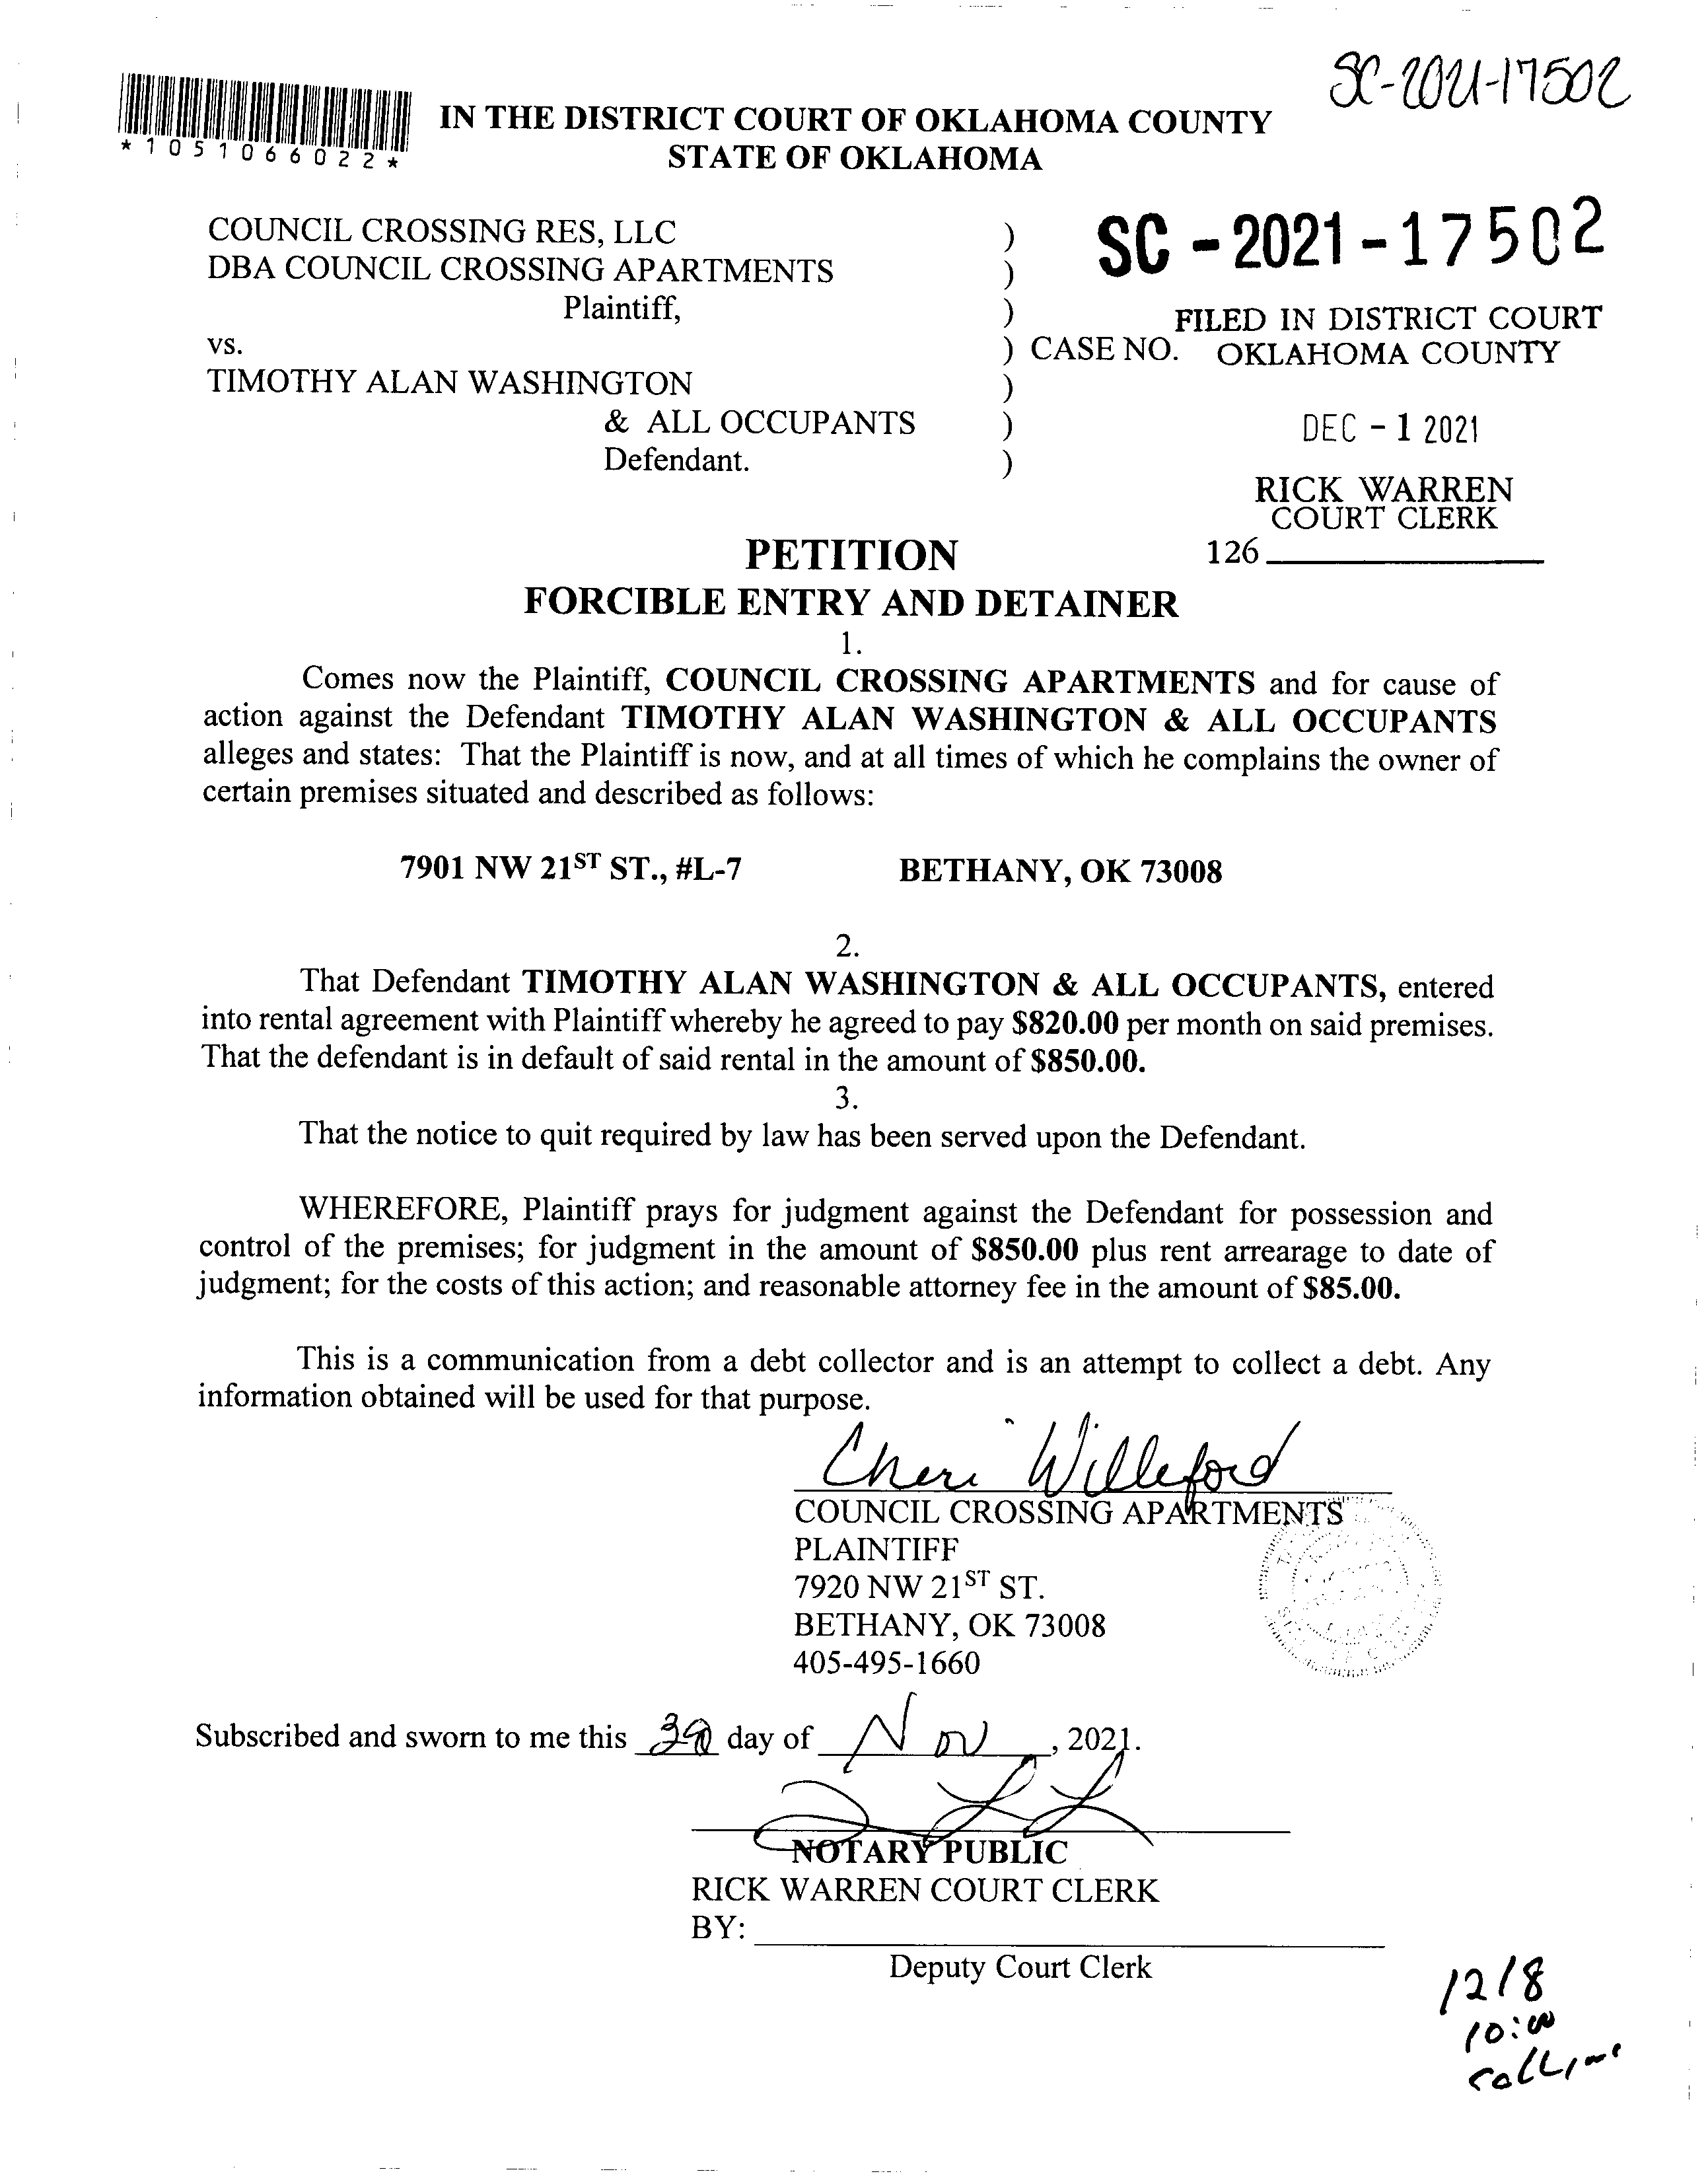 SC-2021-17502
*1051066022*
IN THE DISTRICT COURT OF OKLAHOMA COUNTY
STATE OF OKLAHOMA
COUNCIL CROSSING RES, LLC )
DBA COUNCIL CROSSING APARTMENTS )
Plaintiff, )
vs. ) CASE NO.
TIMOTHY ALAN WASHINGTON )
& ALL OCCUPANTS )
Defendant. )
SC - 2021 - 17502
FILED IN DISTRICT COURT
OKLAHOMA COUNTY
DEC - 1 2021
RICK WARREN
COURT CLERK
126
PETITION
FORCIBLE ENTRY AND DETAINER
1.
Comes now the Plaintiff, COUNCIL CROSSING APARTMENTS and for cause of
action against the Defendant TIMOTHY ALAN WASHINGTON & ALL OCCUPANTS
alleges and states: That the Plaintiff is now, and at all times of which he complains the owner of
certain premises situated and described as follows:
7901 NW 21ST ST., #L-7 BETHANY, OK 73008
2.
That Defendant TIMOTHY ALAN WASHINGTON & ALL OCCUPANTS, entered
into rental agreement with Plaintiff whereby he agreed to pay $820.00 per month on said premises.
That the defendant is in default of said rental in the amount of $850.00.
3.
That the notice to quit required by law has been served upon the Defendant.
WHEREFORE, Plaintiff prays for judgment against the Defendant for possession and
control of the premises; for judgment in the amount of $850.00 plus rent arrearage to date of
judgment; for the costs of this action; and reasonable attorney fee in the amount of $85.00.
This is a communication from a debt collector and is an attempt to collect a debt. Any
information obtained will be used for that purpose.
Cheri Willeford
COUNCIL CROSSING APARTMENTS
PLAINTIFF
7920 NW 21ST ST.
BETHANY, OK 73008
405-495-1660
Subscribed and sworn to me this day of Nov, 2021.
NOTARY PUBLIC
RICK WARREN COURT CLERK
BY:
Deputy Court Clerk
12/8
10:00